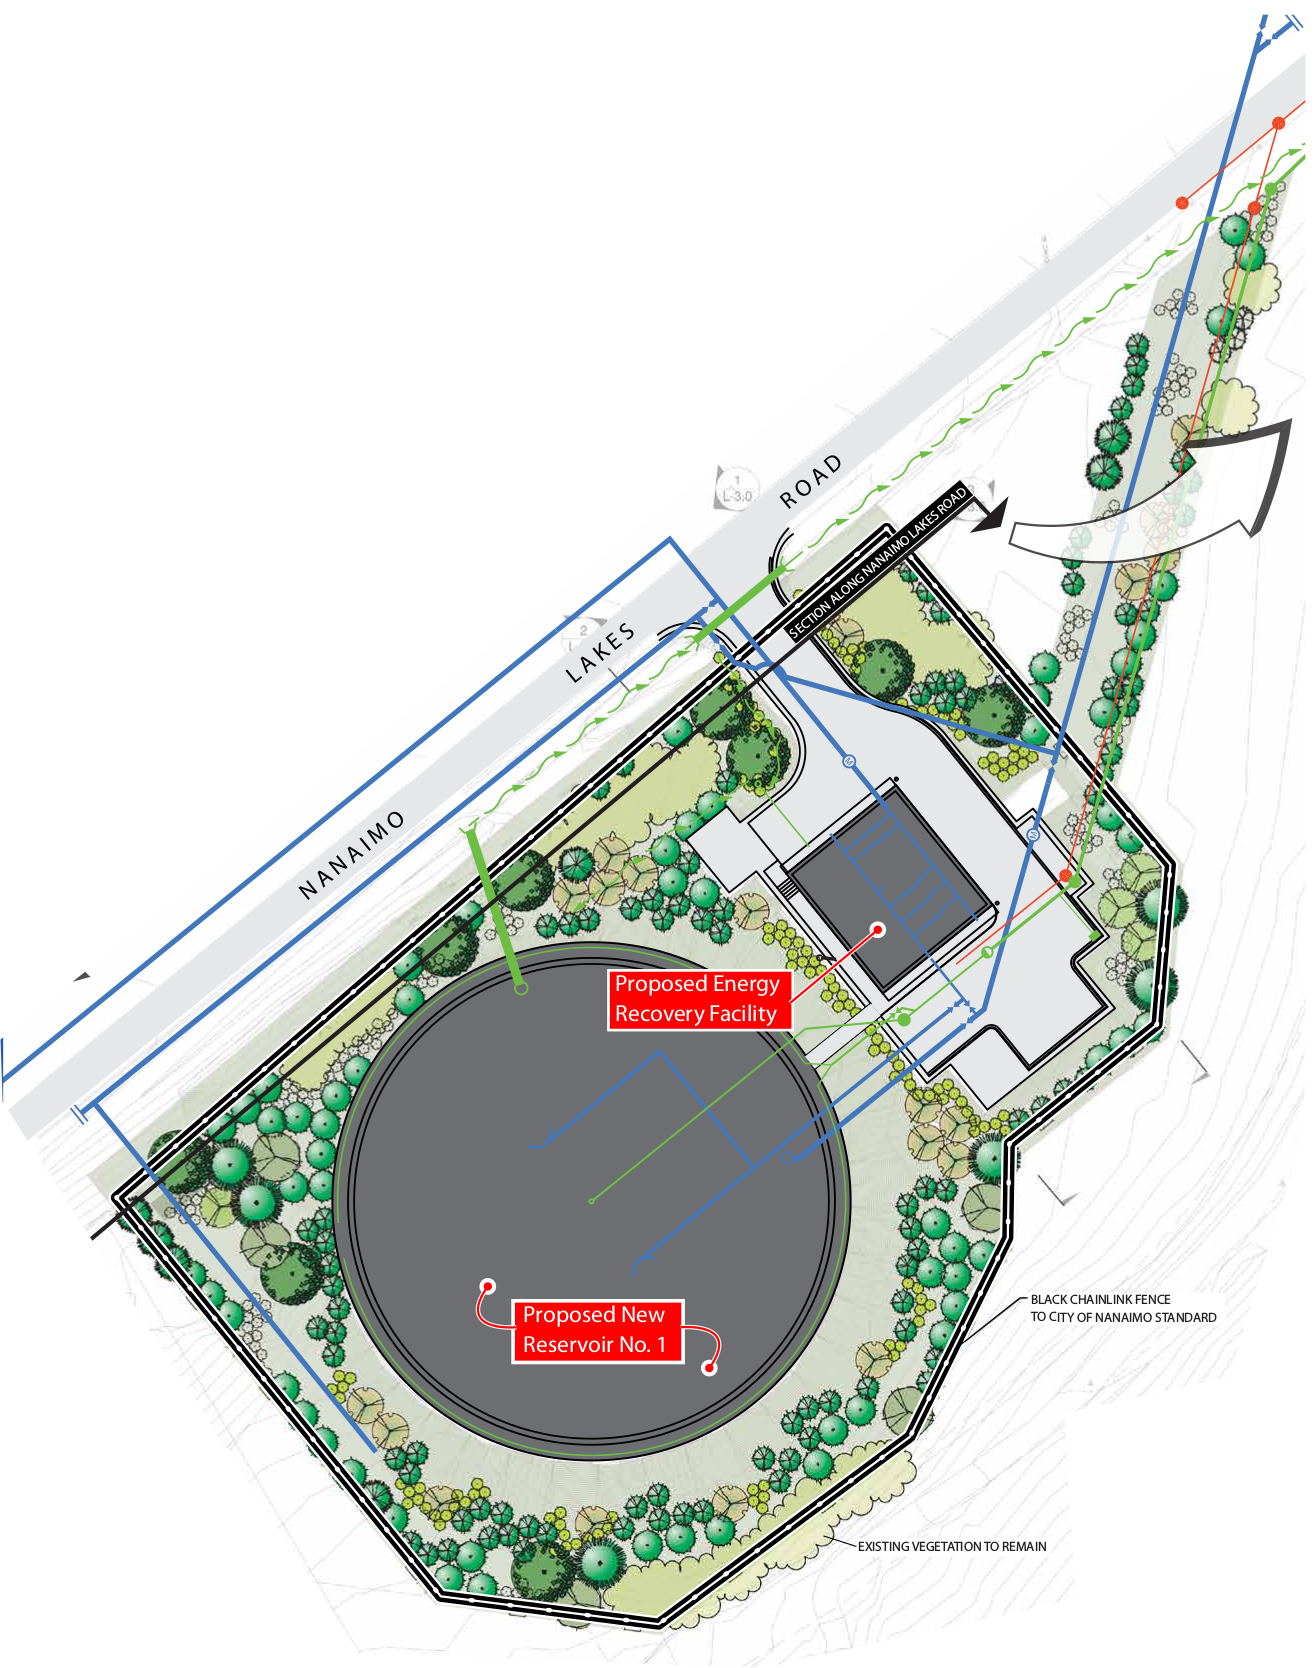 1
L-3.0
ROAD
SECTION ALONG NANAIMO LAKES ROAD
2
LAKES
NANAIMO
Proposed Energy
Recovery Facility
Proposed New
Reservoir No. 1
BLACK CHAINLINK FENCE
TO CITY OF NANAIMO STANDARD
EXISTING VEGETATION TO REMAIN